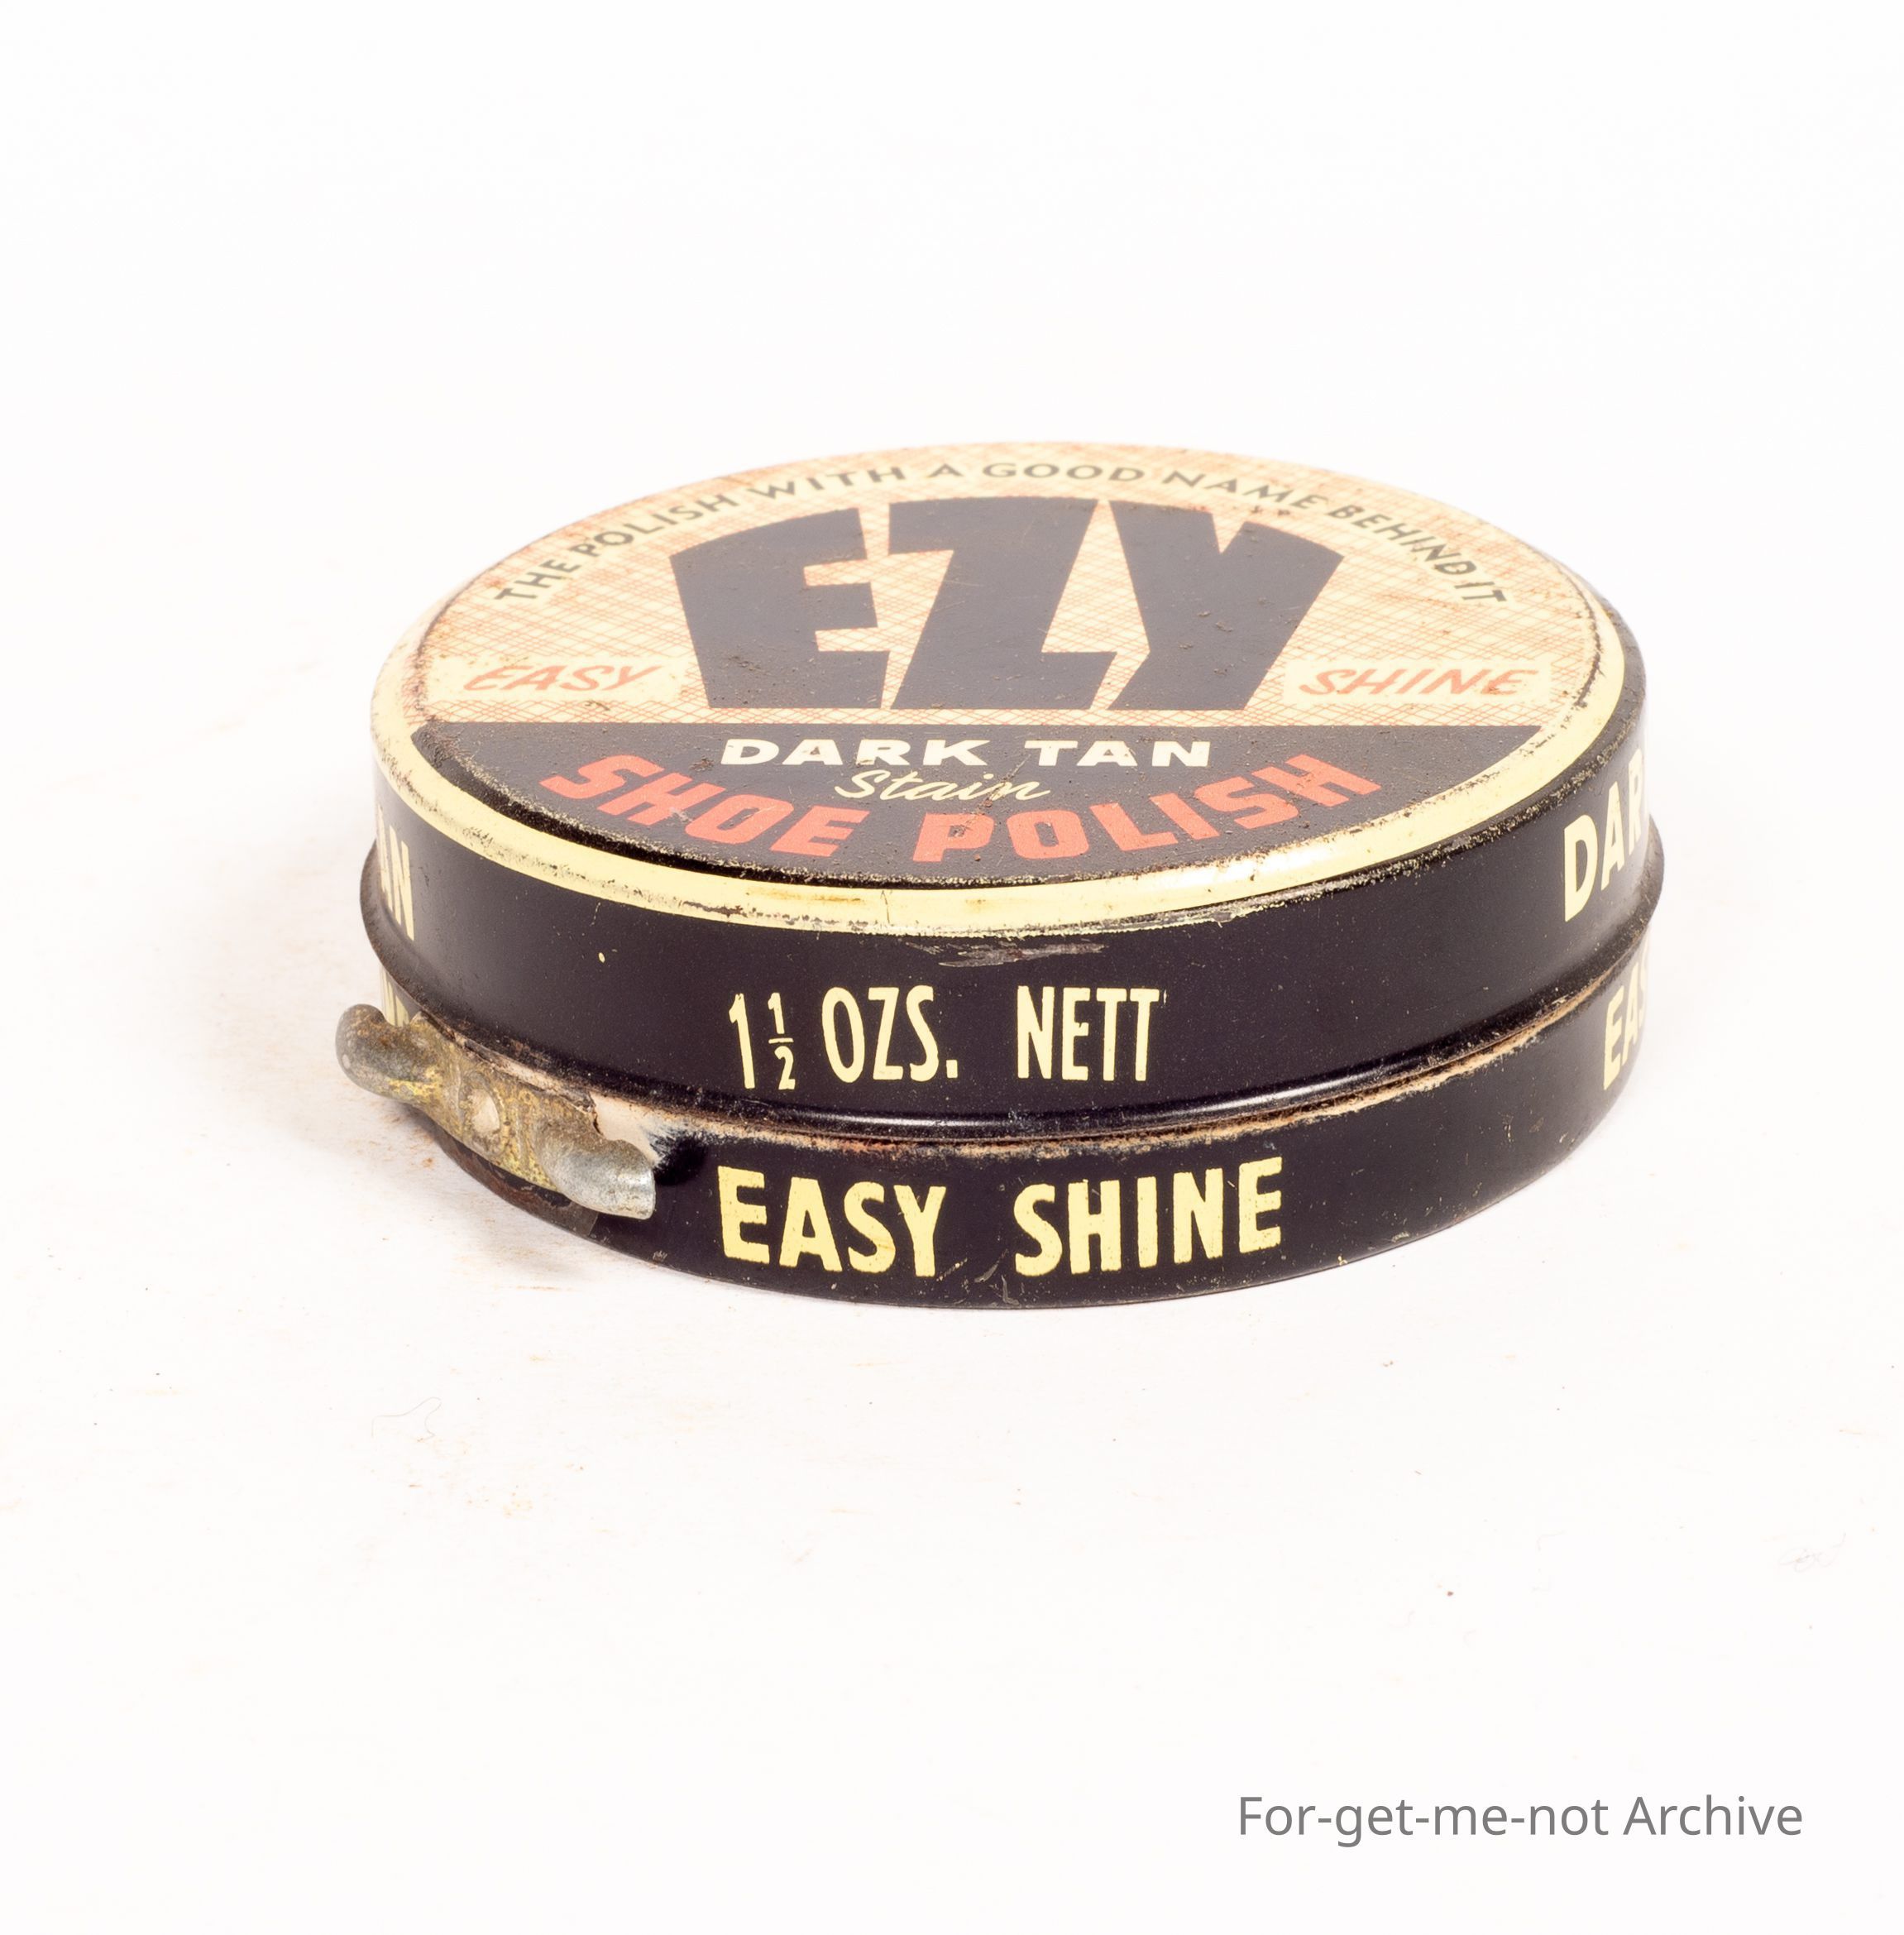 THE POLISH WITH A GOOD NAME BEHIND IT
EZY
EASY SHINE
DARK TAN
Stain
SHOE POLISH
1½ OZS. NETT
EASY SHINE
For-get-me-not Archive